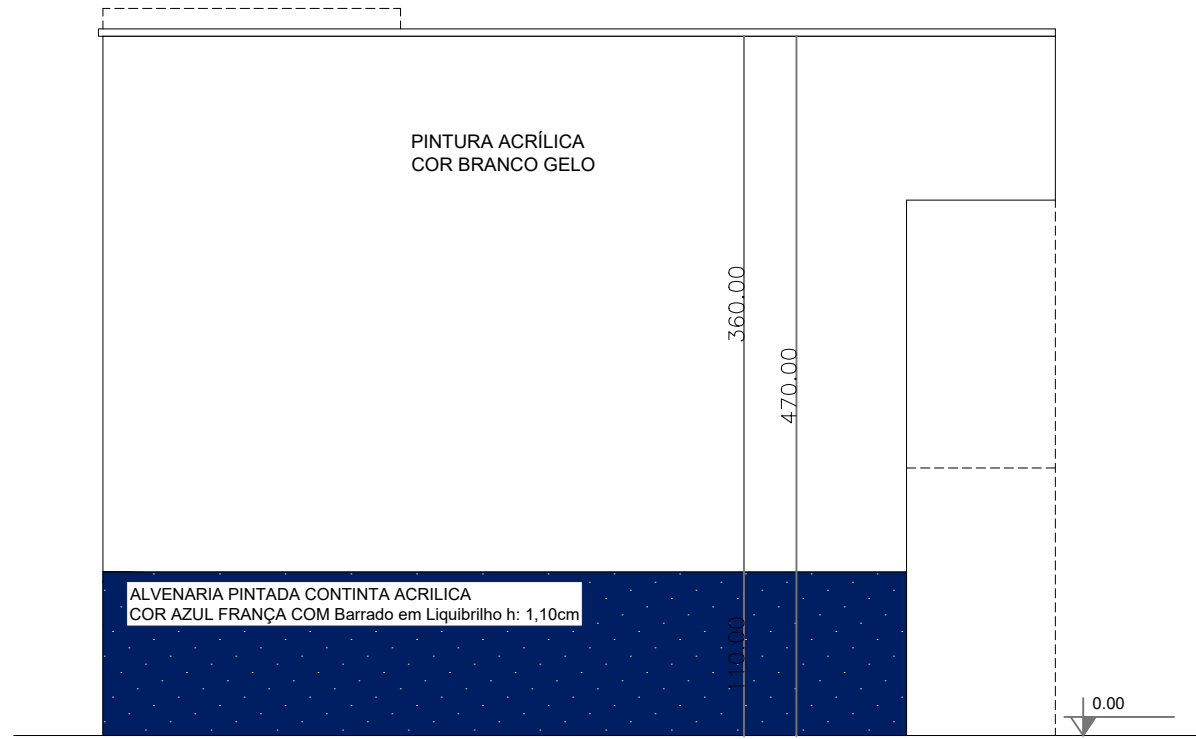 PINTURA ACRÍLICA
COR BRANCO GELO
360.00
470.00
ALVENARIA PINTADA CONTINTA ACRILICA
COR AZUL FRANÇA COM Barrado em Liquibrilho h: 1,10cm
110.00
0.00